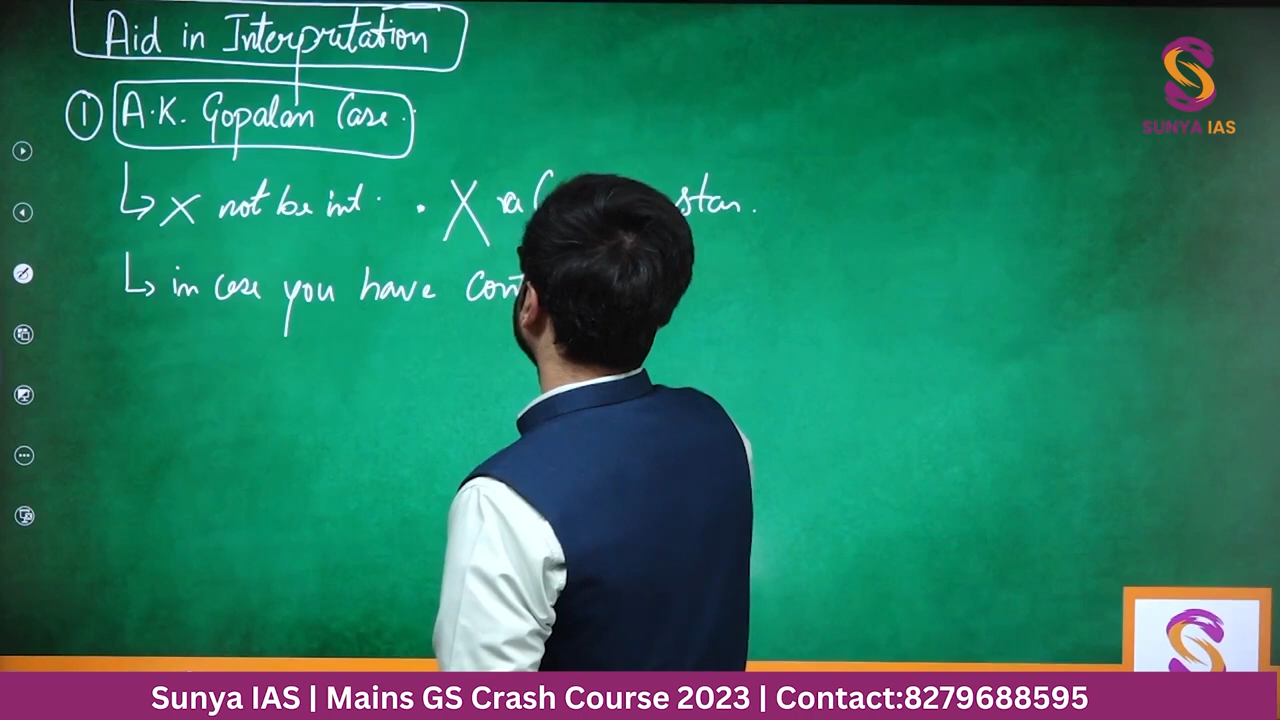 Aid in Interpretation
① A.K. Gopalan Case.
↳ X not be int. . X
↳ in case you have
SUNYA IAS
Sunya IAS | Mains GS Crash Course 2023 | Contact:8279688595